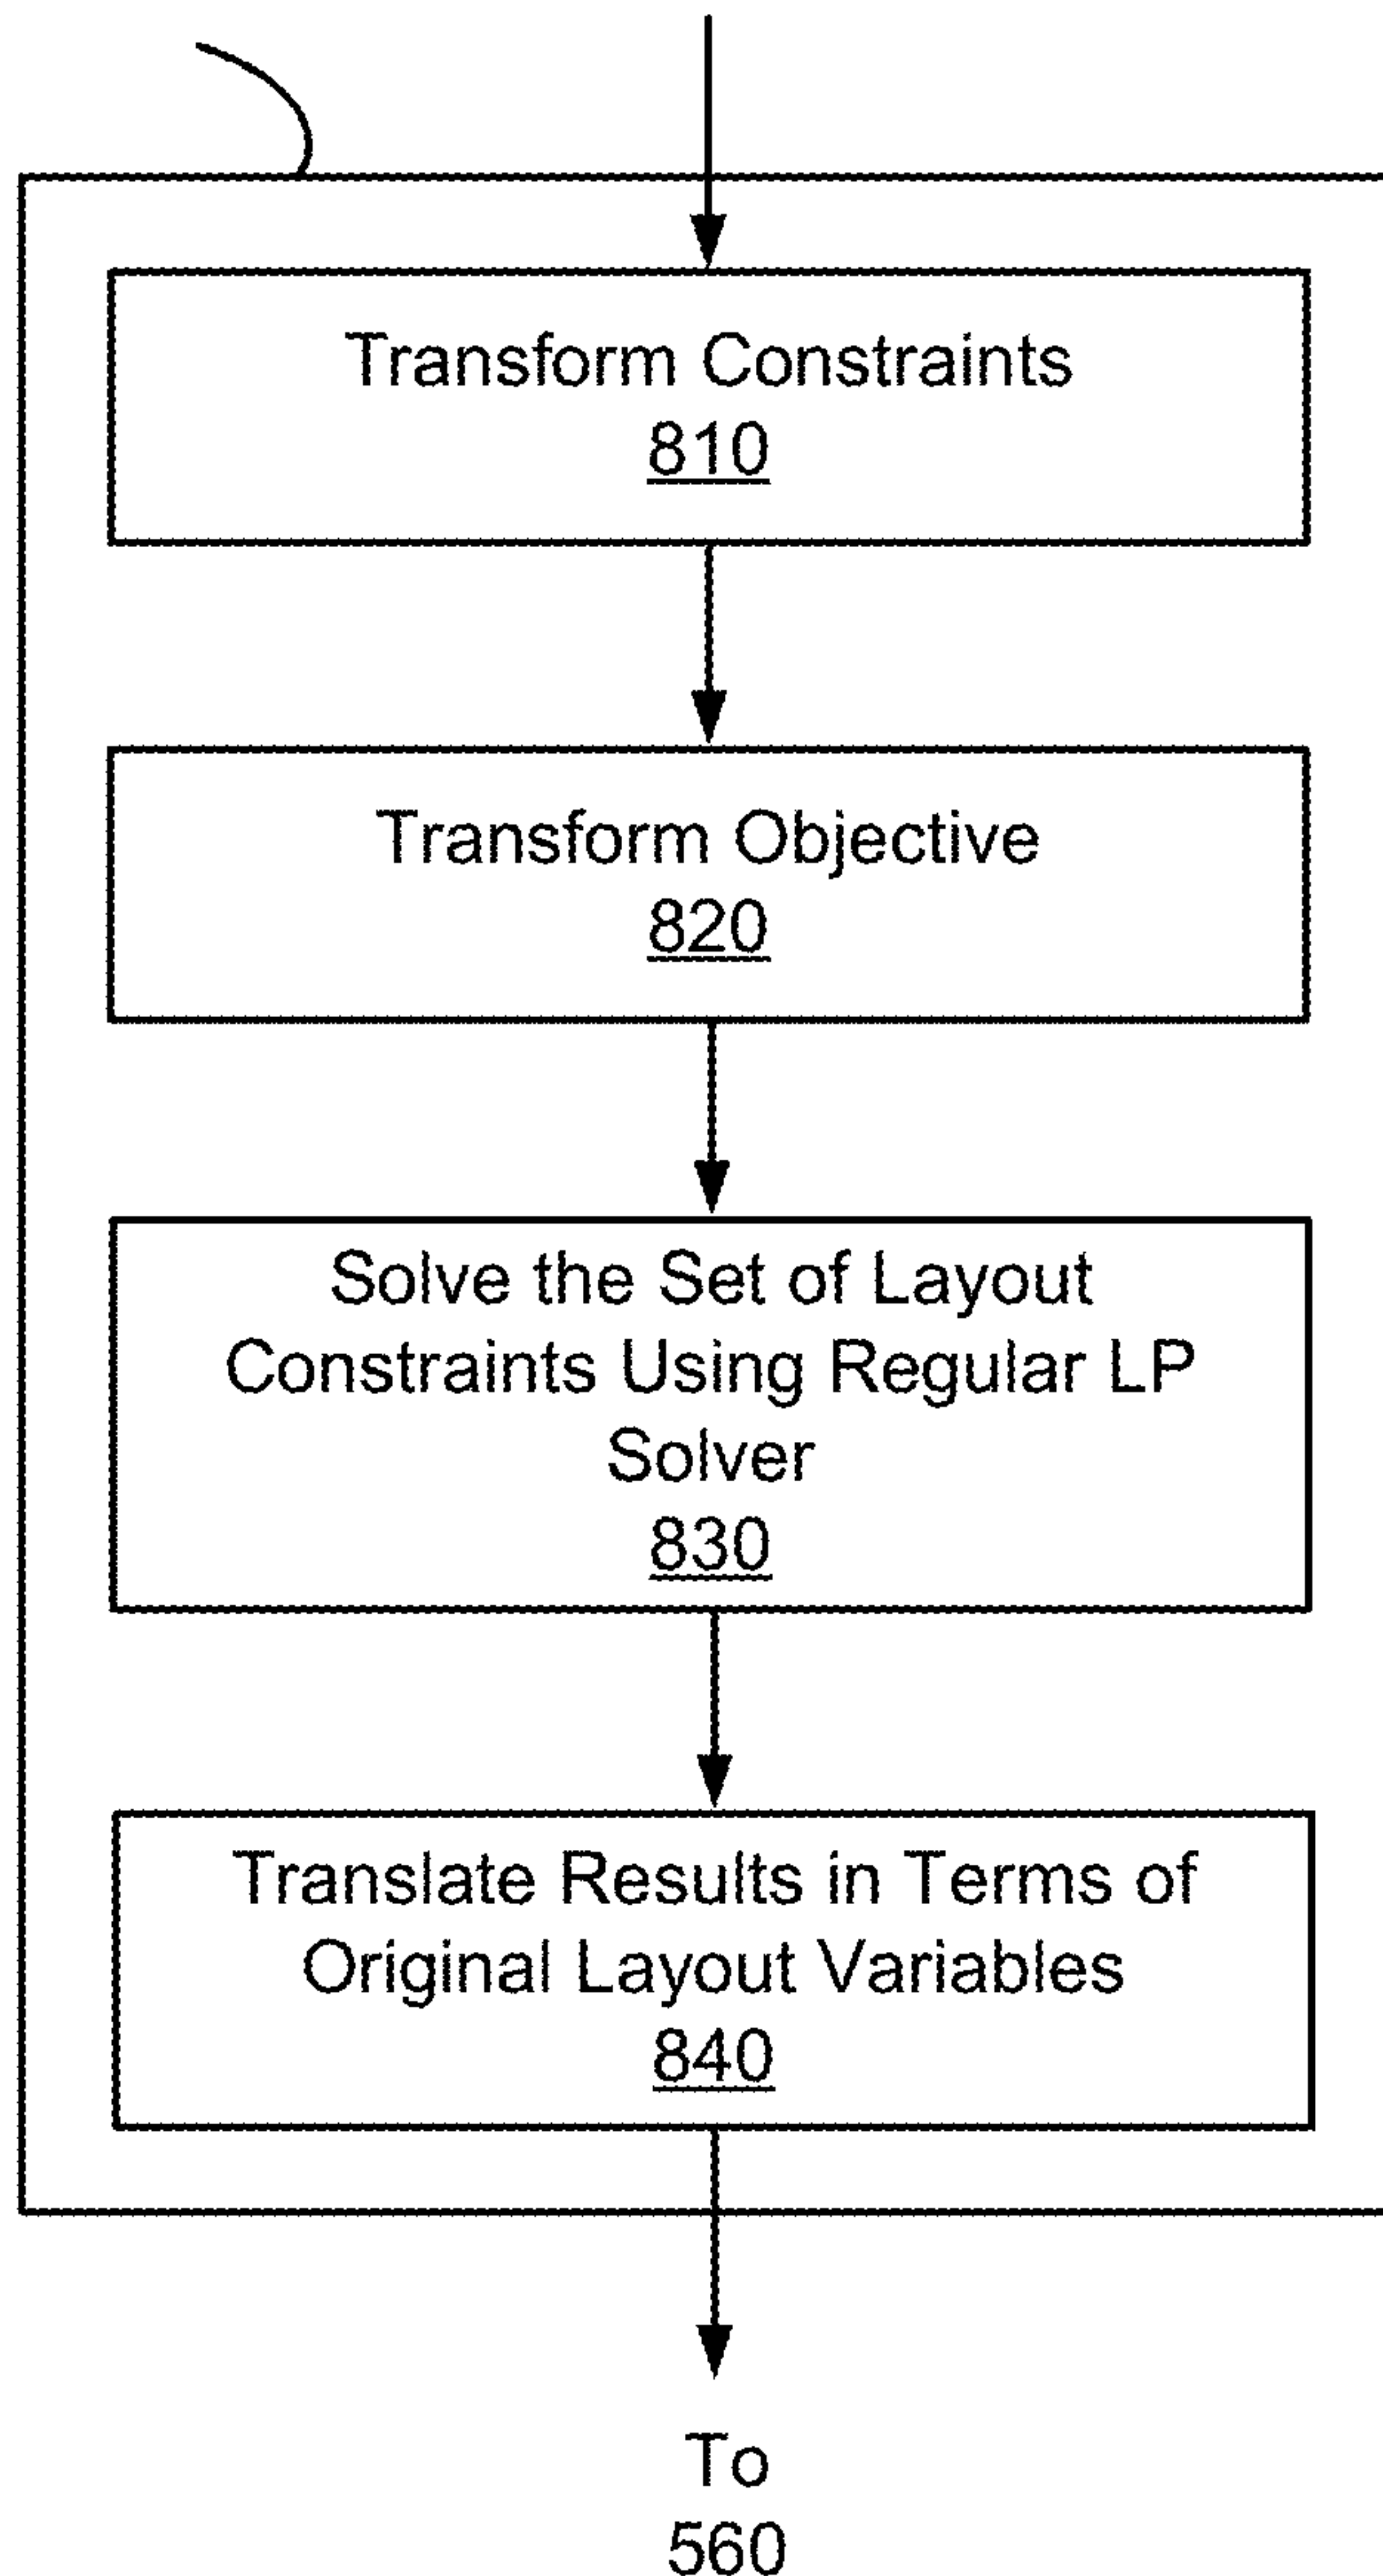 Transform Constraints
810
Transform Objective
820
Solve the Set of Layout
Constraints Using Regular LP
Solver
830
Translate Results in Terms of
Original Layout Variables
840
To
560